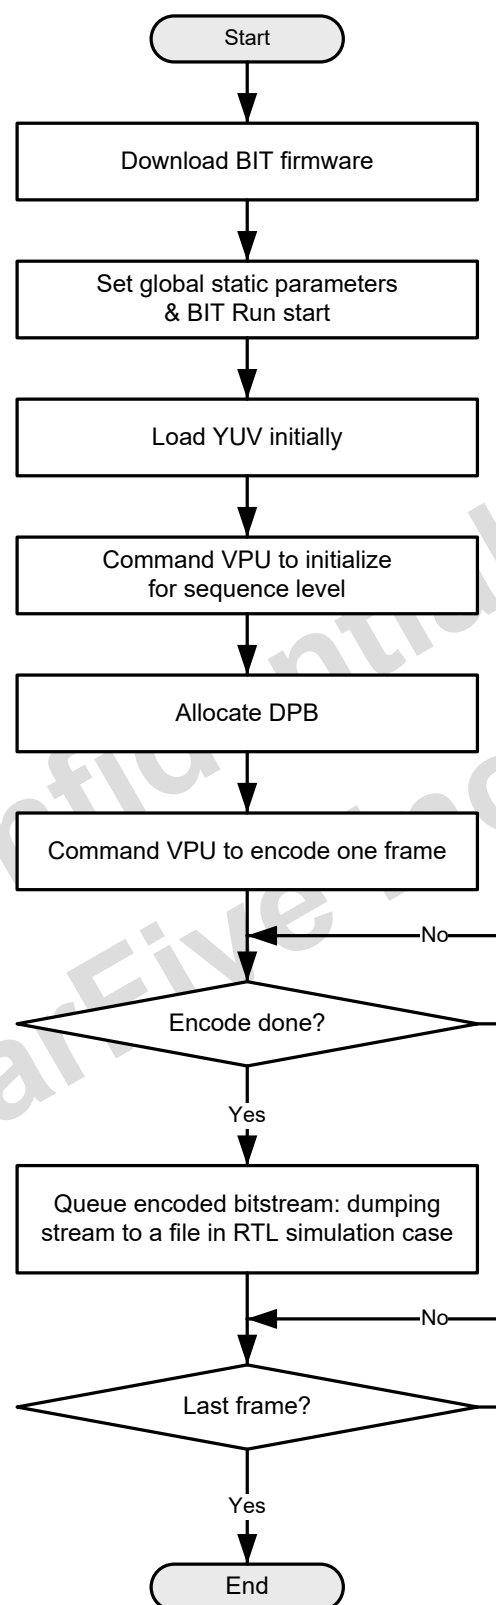 Start
Download BIT firmware
Set global static parameters
& BIT Run start
Load YUV initially
Command VPU to initialize
for sequence level
Allocate DPB
Command VPU to encode one frame
No
Encode done?
Yes
Queue encoded bitstream: dumping
stream to a file in RTL simulation case
No
Last frame?
Yes
End